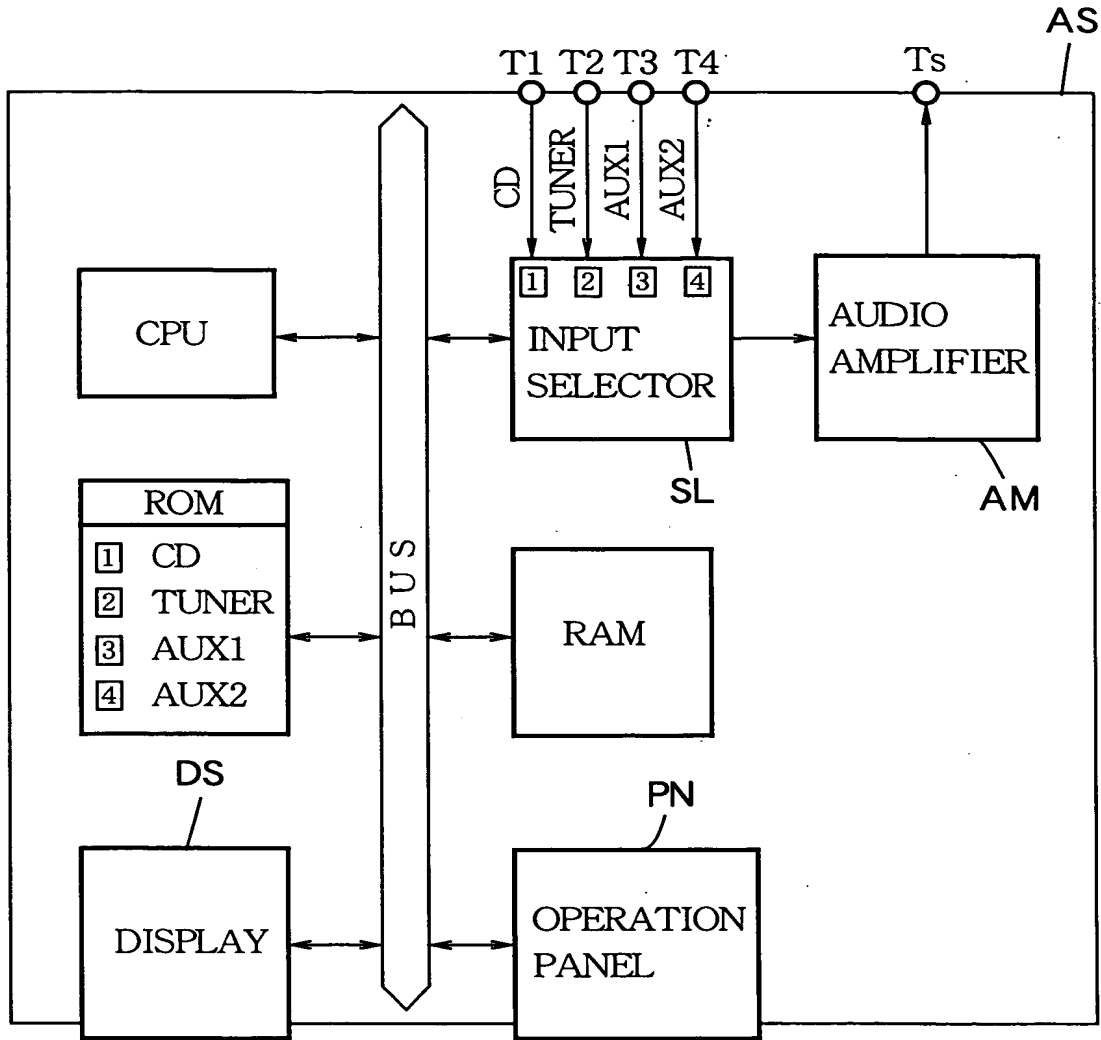 AS
T1 T2 T3 T4 Ts
CD
TUNER
AUX1
AUX2
1 2 3 4
INPUT
SELECTOR
SL
AUDIO
AMPLIFIER
AM
CPU
BUS
ROM
1 CD
2 TUNER
3 AUX1
4 AUX2
RAM
DS
DISPLAY
PN
OPERATION
PANEL